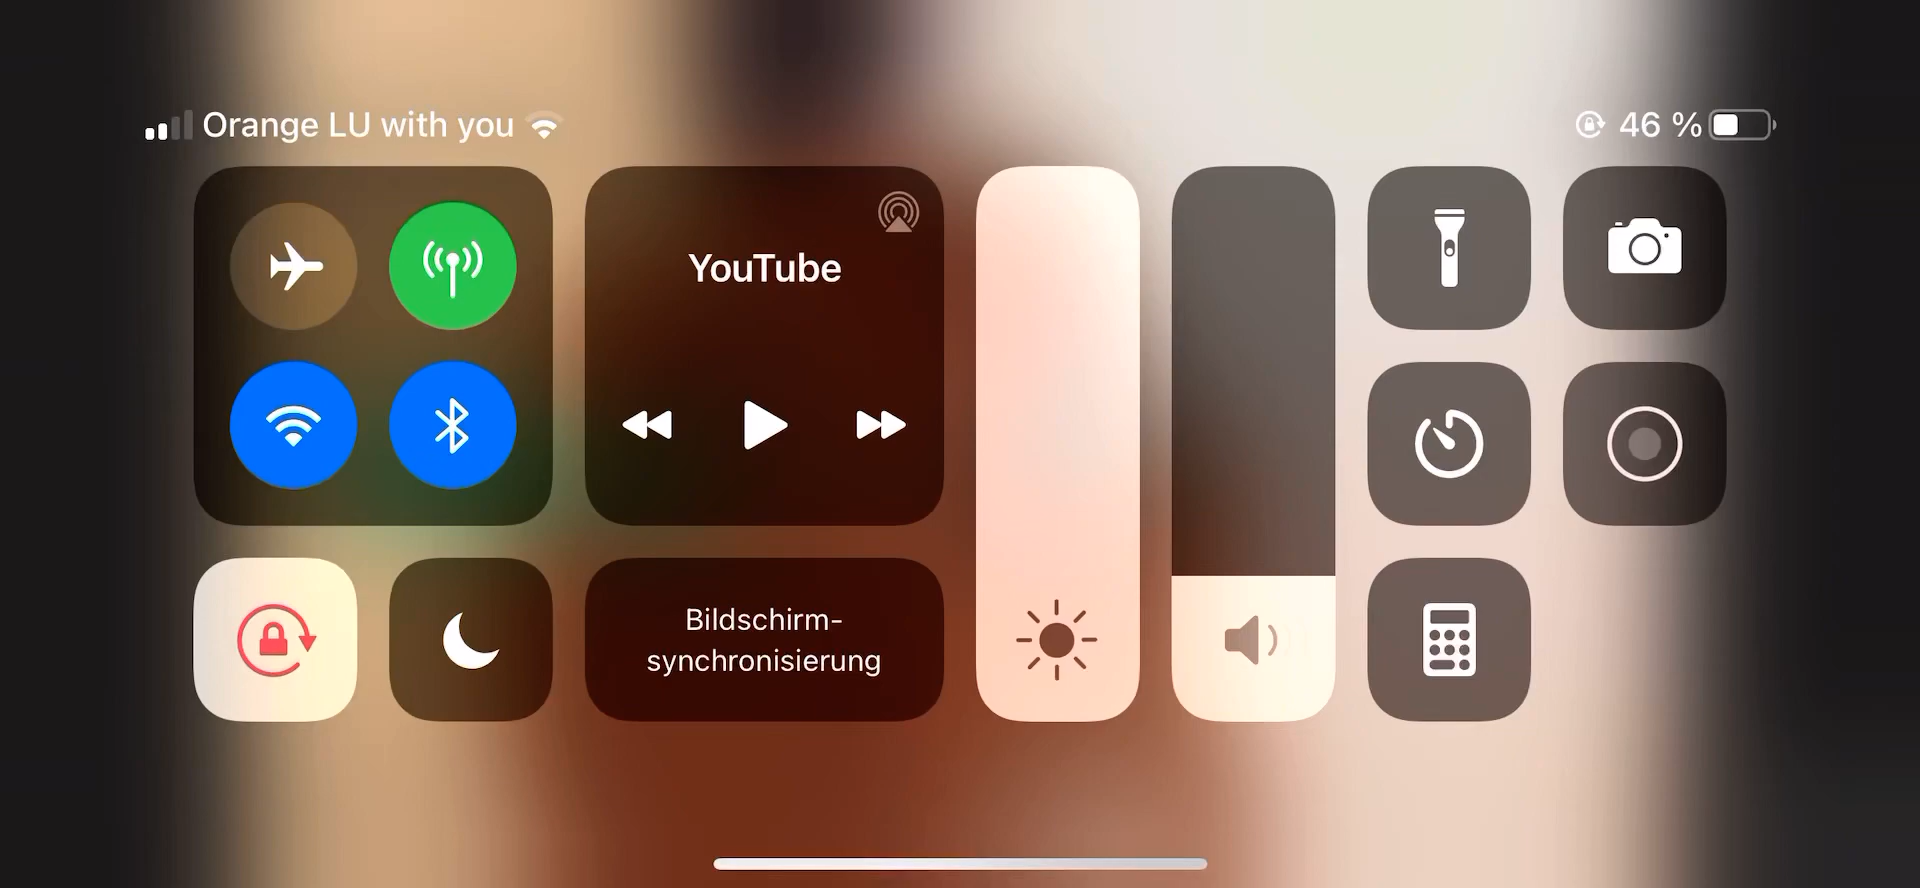 Orange LU with you
46 %
YouTube
Bildschirm-
synchronisierung